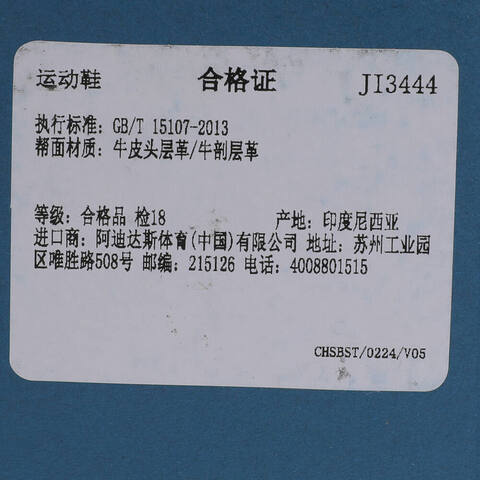 运动鞋 合格证 JI3444
执行标准: GB/T 15107-2013
帮面材质: 牛皮头层革/牛剖层革
等级: 合格品 检18 产地: 印度尼西亚
进口商: 阿迪达斯体育(中国)有限公司 地址: 苏州工业园
区唯胜路508号 邮编: 215126 电话: 4008801515
CHSBST/0224/V05